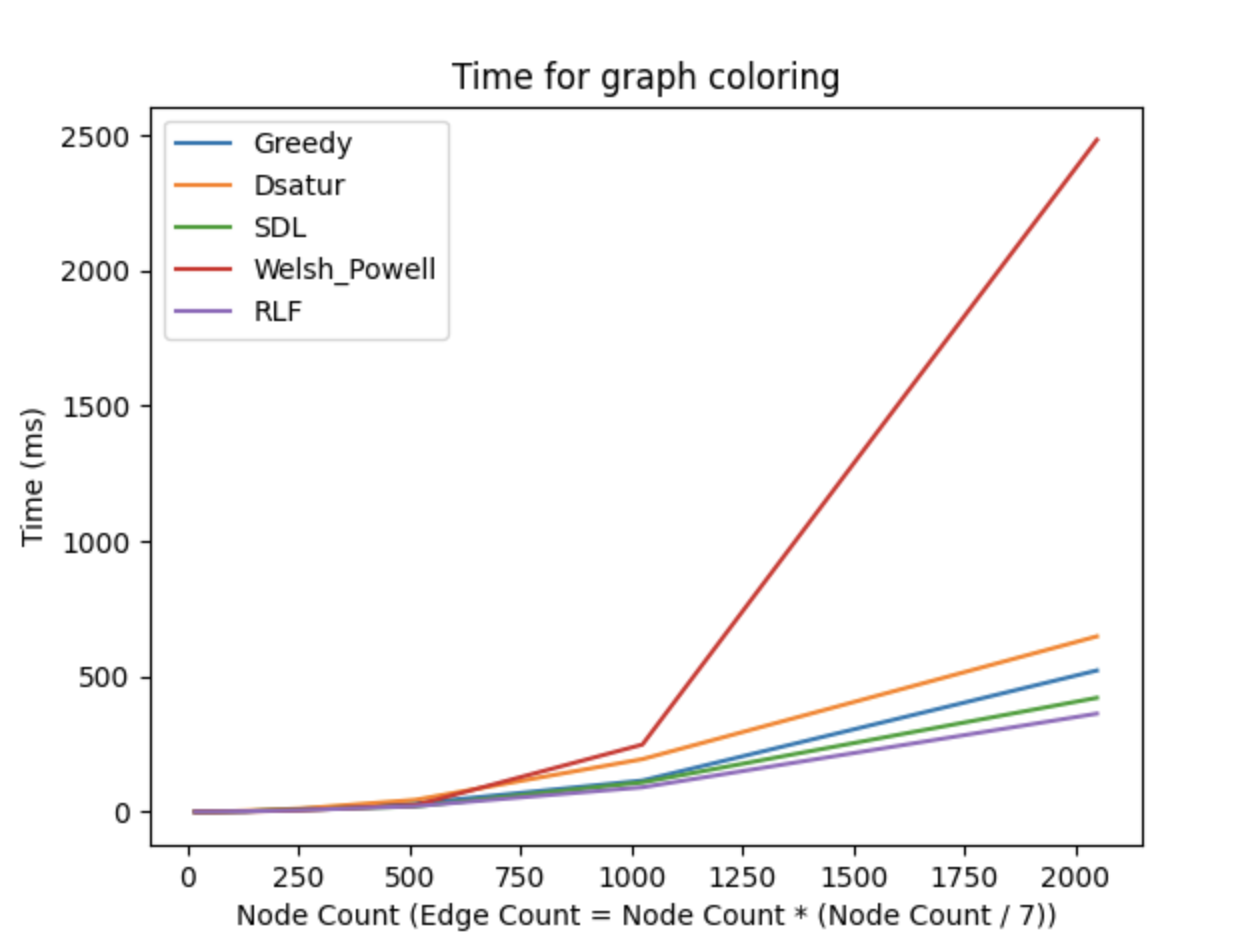 Time for graph coloring
Greedy
Dsatur
SDL
Welsh_Powell
RLF
2500
2000
1500
1000
500
0
Time (ms)
0 250 500 750 1000 1250 1500 1750 2000
Node Count (Edge Count = Node Count * (Node Count / 7))